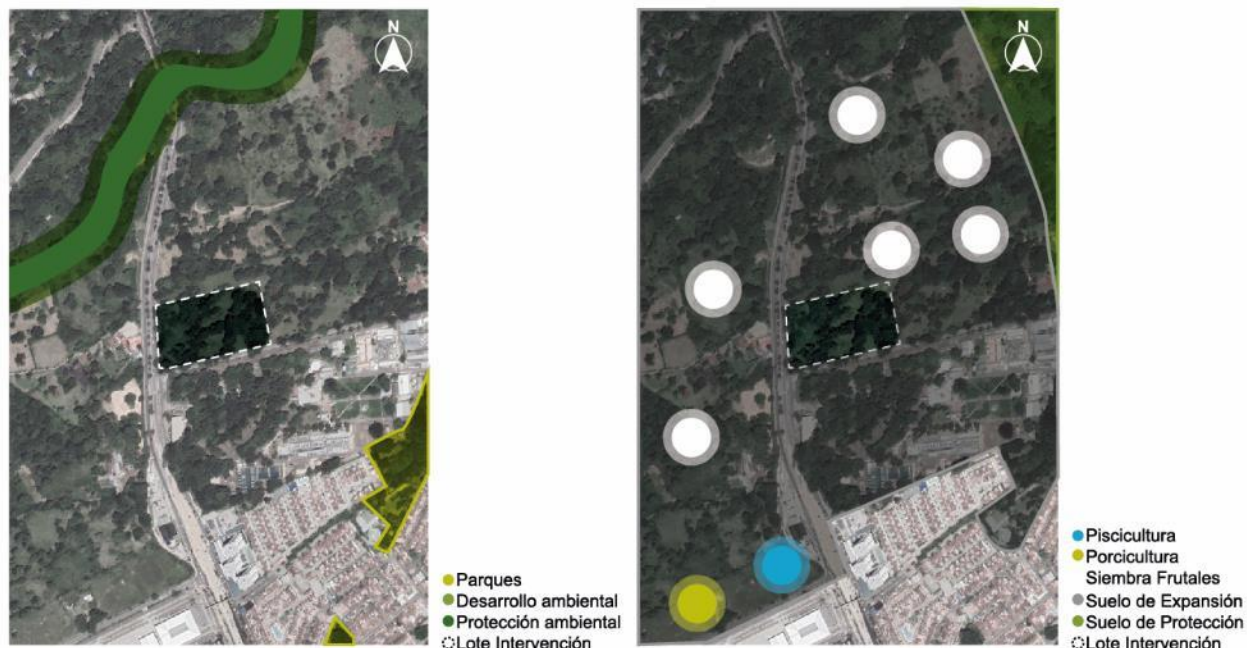 N
Parques
Desarrollo ambiental
Protección ambiental
Lote Intervención
N
Piscicultura
Porcicultura
Siembra Frutales
Suelo de Expansión
Suelo de Protección
Lote Intervención